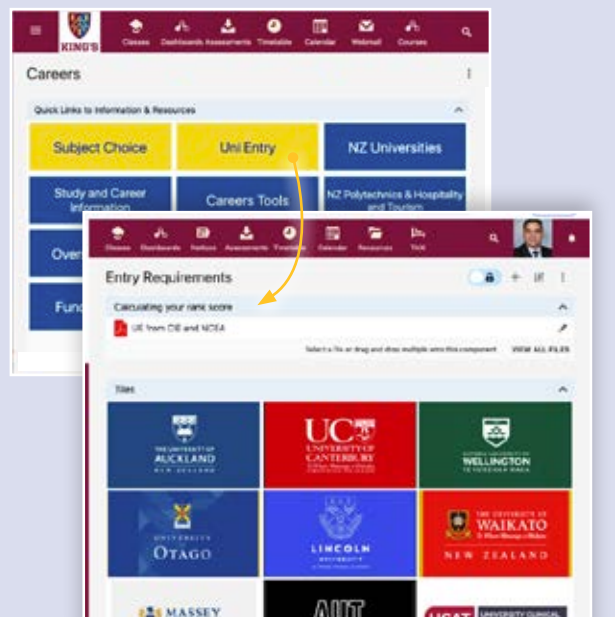 KING'S
Classes Dashboards Assessments Timetable Calendar Webmail Courses
Careers
Quick Links to Information & Resources
Subject Choice
Uni Entry
NZ Universities
Study and Career
Information
Careers Tools
NZ Polytechnics & Hospitality
and Tourism
Over
Fund
Classes Dashboards Assessments Timetable Calendar Resources
Entry Requirements
Calculating your rank score
UE from CIE and NCEA
Select a file or drag and drop multiple onto this component VIEW ALL FILES
Tiles
THE UNIVERSITY OF
AUCKLAND
NEW ZEALAND
UC
UNIVERSITY OF
CANTERBURY
WELLINGTON
UNIVERSITY
OTAGO
LINCOLN
UNIVERSITY
THE UNIVERSITY OF
WAIKATO
NEW ZEALAND
MASSEY
AUT
UCAT UNIVERSITY CLINICAL